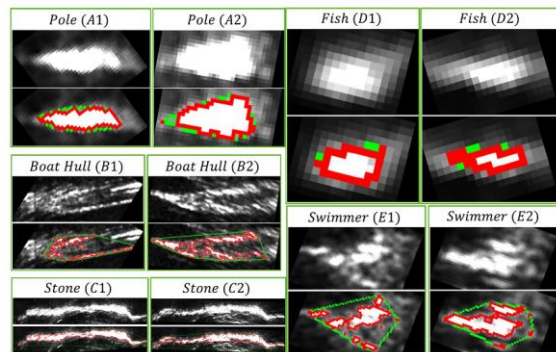 Pole (A1)
Pole (A2)
Fish (D1)
Fish (D2)
Boat Hull (B1)
Boat Hull (B2)
Swimmer (E1)
Swimmer (E2)
Stone (C1)
Stone (C2)